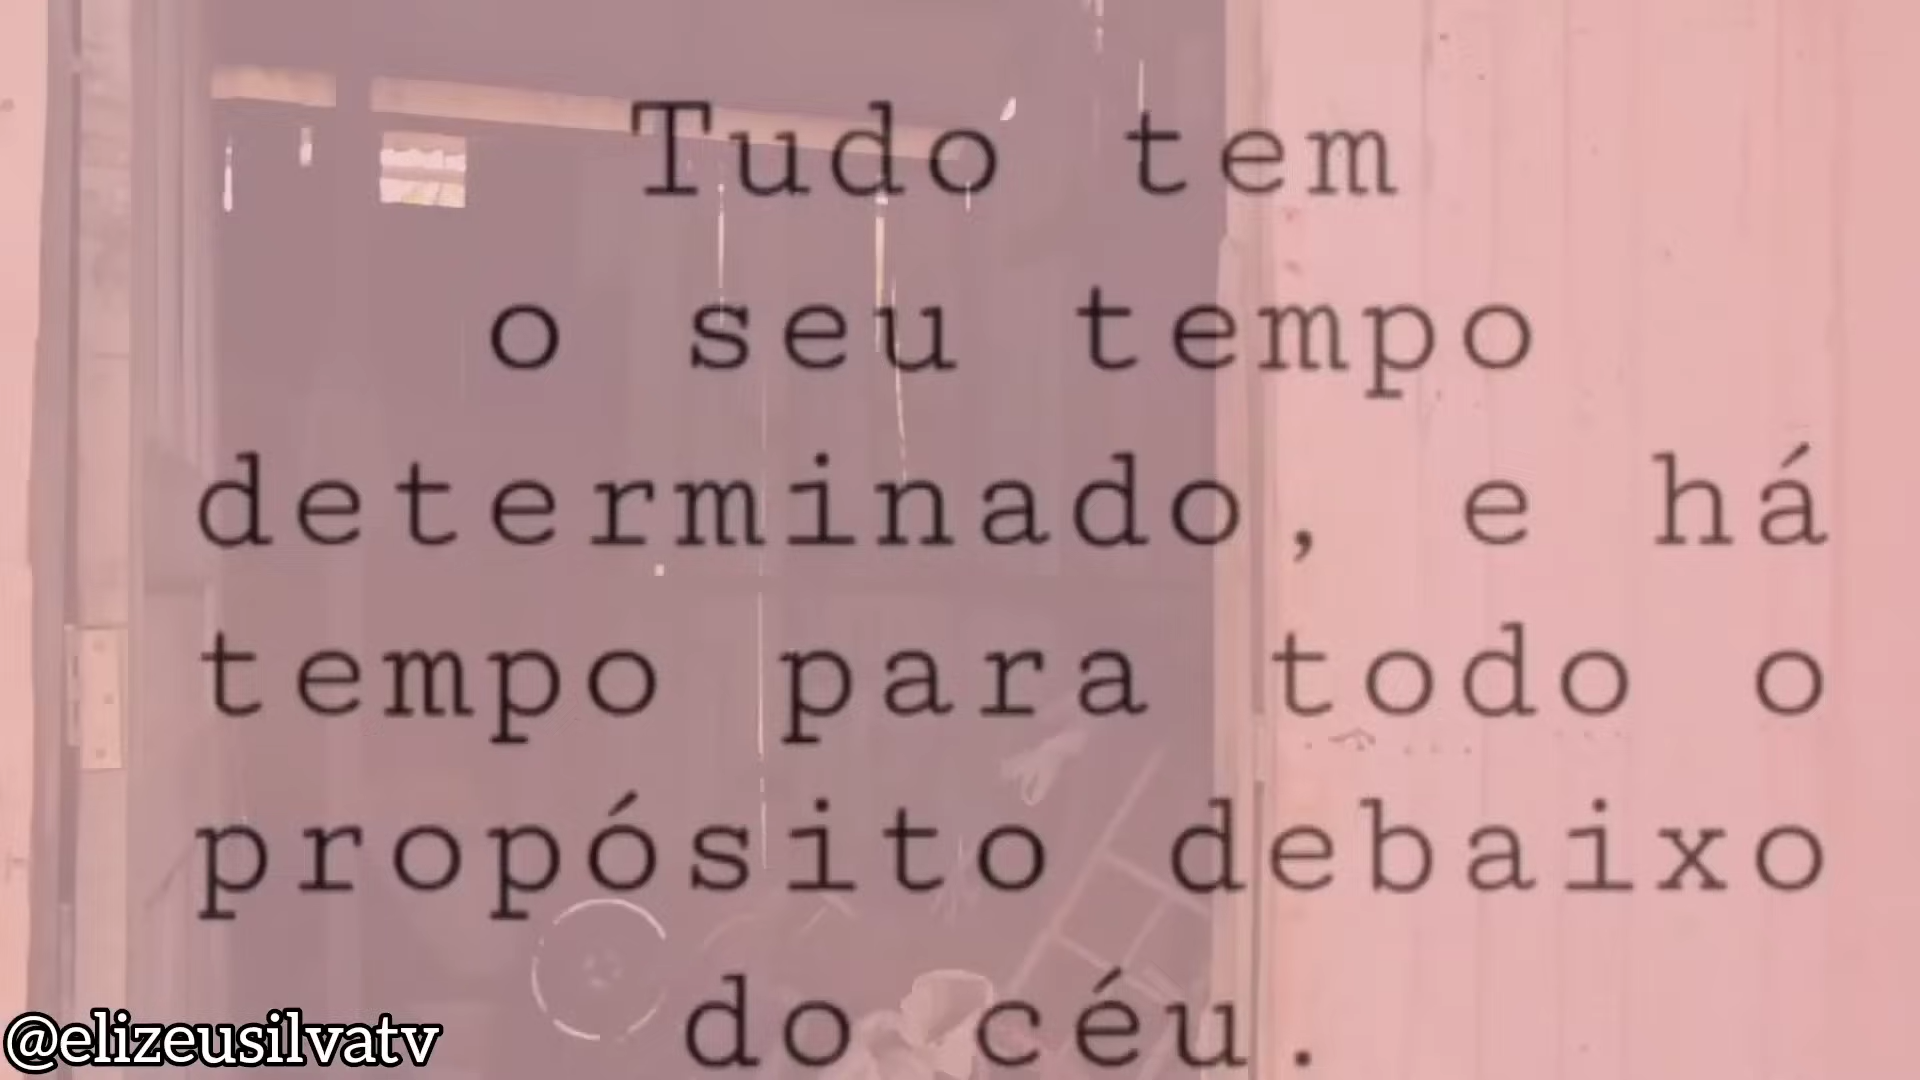 Tudo tem
o seu tempo
determinado, e há
tempo para todo o
propósito debaixo
do céu.
@elizeusilvatv